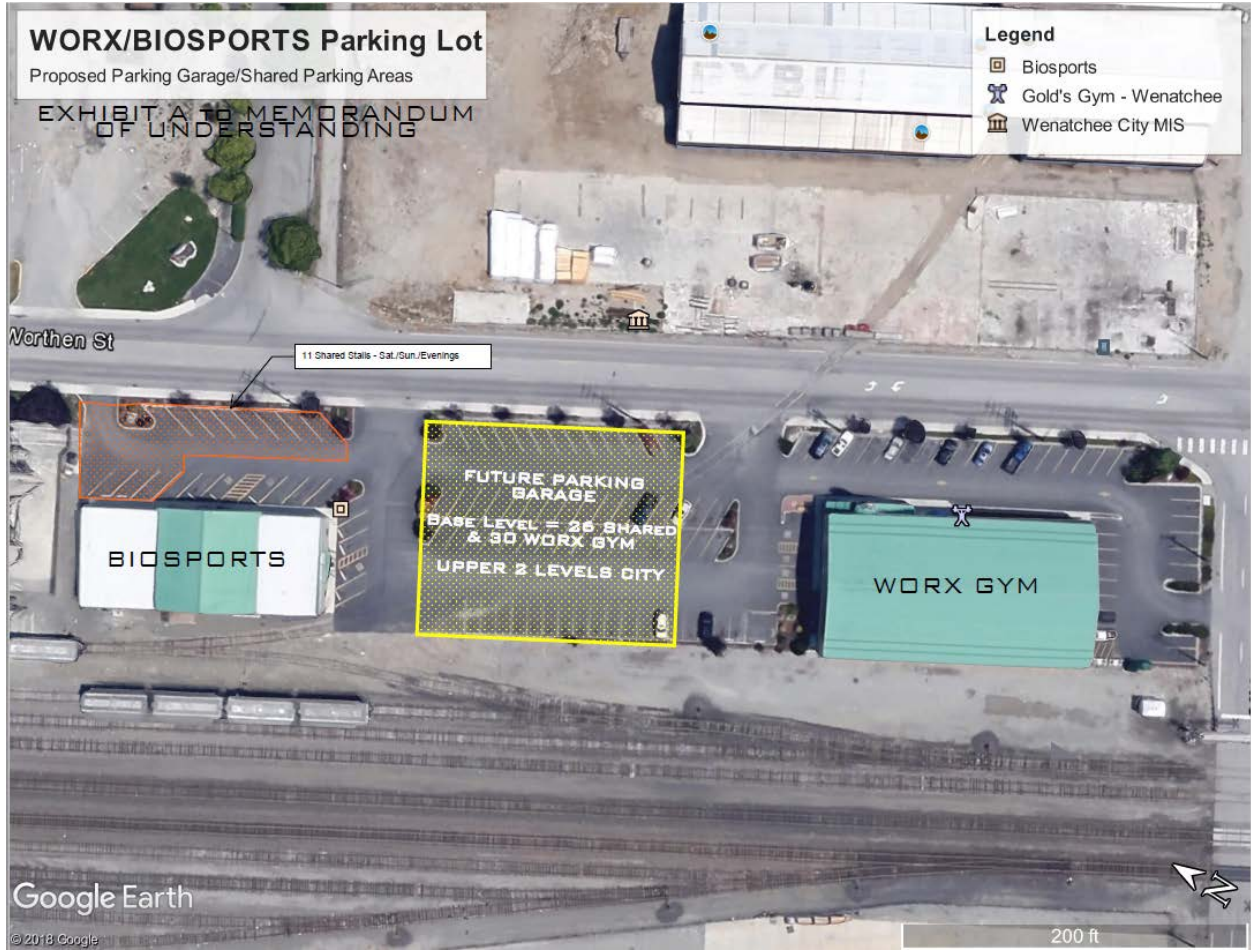 WORX/BIOSPORTS Parking Lot
Proposed Parking Garage/Shared Parking Areas
EXHIBIT A to MEMORANDUM
OF UNDERSTANDING
Legend
Biosports
Gold's Gym - Wenatchee
Wenatchee City MIS
Worthen St
11 Shared Stalls - Sat./Sun./Evenings
FUTURE PARKING
GARAGE
BASE LEVEL = 26 SHARED
& 30 WORX GYM
UPPER 2 LEVELS CITY
BIOSPORTS
WORX GYM
Google Earth
© 2018 Google
200 ft
N